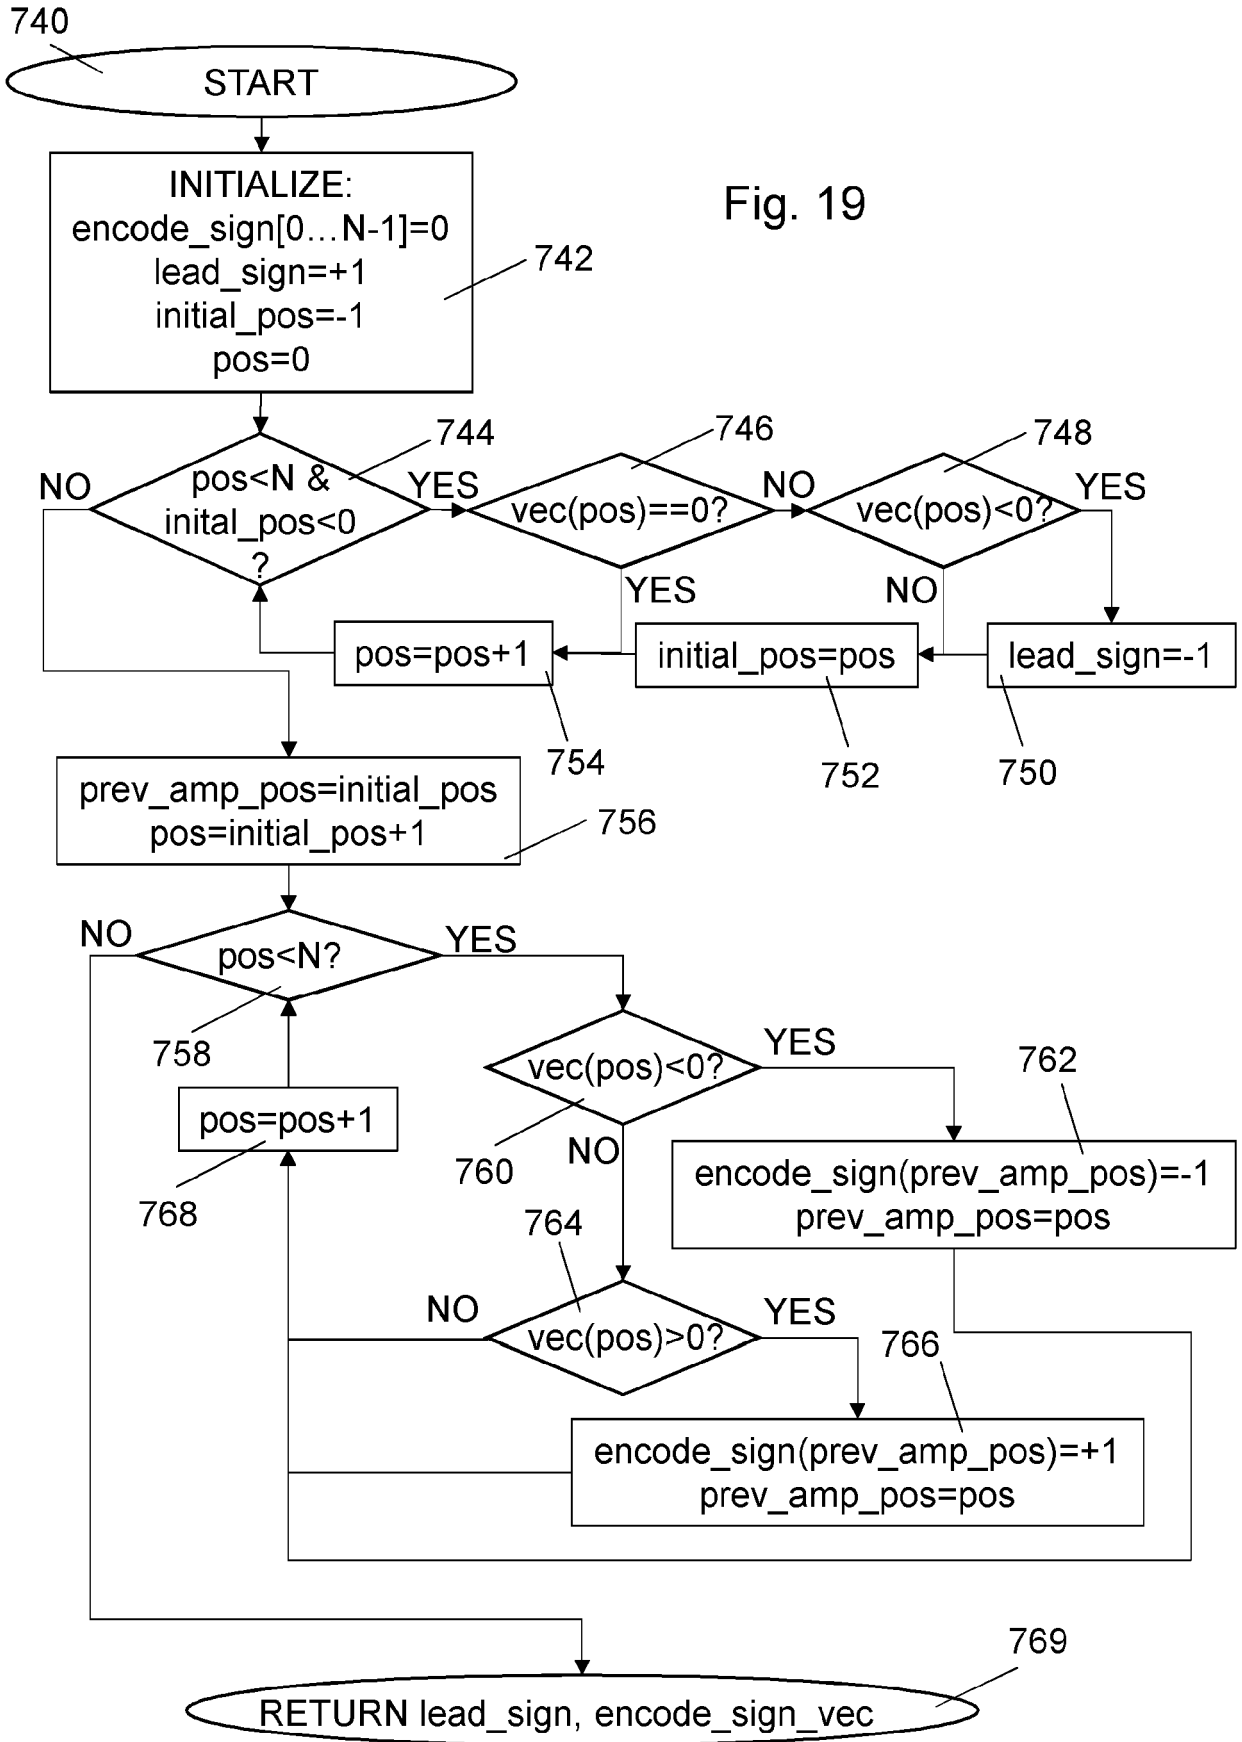 740
START
INITIALIZE:
encode_sign[0...N-1]=0
lead_sign=+1
initial_pos=-1
pos=0
742
Fig. 19
744
746
748
NO
pos<N &
inital_pos<0
?
YES
vec(pos)==0?
NO
vec(pos)<0?
YES
YES
NO
pos=pos+1
initial_pos=pos
lead_sign=-1
754
752
750
prev_amp_pos=initial_pos
pos=initial_pos+1
756
NO
pos<N?
YES
758
vec(pos)<0?
YES
762
pos=pos+1
760
NO
encode_sign(prev_amp_pos)=-1
prev_amp_pos=pos
768
764
NO
vec(pos)>0?
YES
766
encode_sign(prev_amp_pos)=+1
prev_amp_pos=pos
769
RETURN lead_sign, encode_sign_vec